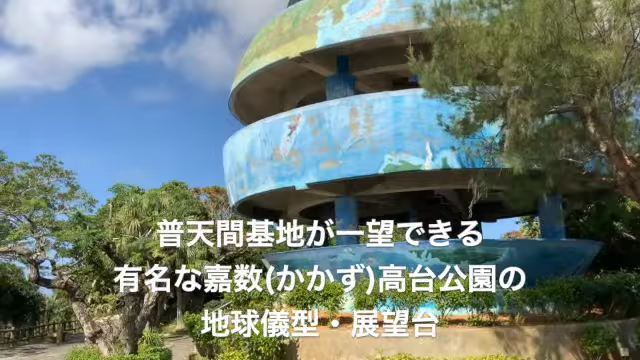 普天間基地が一望できる
有名な嘉数(かかず)高台公園の
地球儀型・展望台